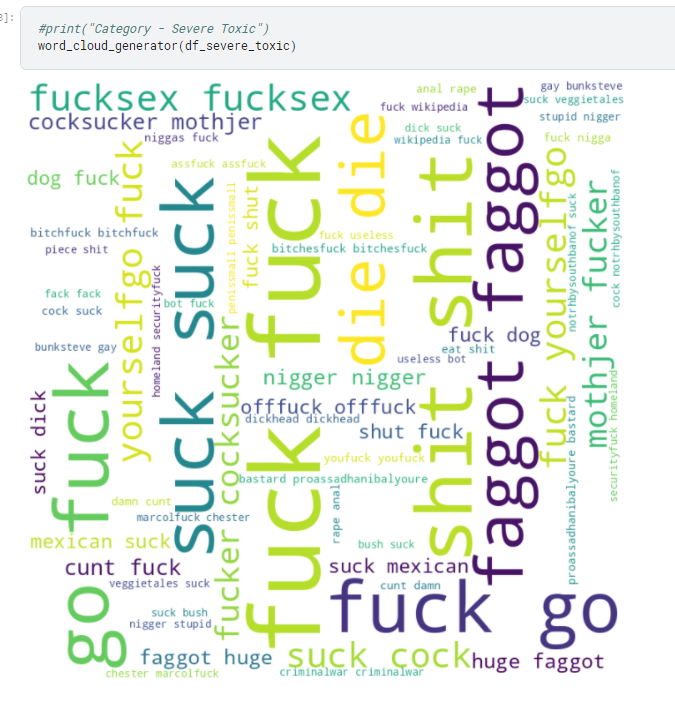 3]:
#print("Category - Severe Toxic")
word_cloud_generator(df_severe_toxic)
fucksex fucksex
anal rape
gay bunksteve
fuck wikipedia
suck veggietales
cocksucker mothjer
stupid nigger
niggas fuck
dick suck
wikipedia fuck
fuck nigga
assfuck assfuck
dog fuck
yourselfgo fuck
suck suck
penissmall penissmall
fuck shut
fuck fuck
die die
shit shit
faggot faggot
fuck yourselfgo
notrhbysouthbanof suck
mothjer fucker
cock notrhbysouthbanof
bitchfuck bitchfuck
fuck useless
piece shit
bitchesfuck bitchesfuck
homeland securityfuck
fack fack
bot fuck
cock suck
fuck dog
bunksteve gay
eat shit
useless bot
nigger nigger
suck dick
go fuck
fucker cocksucker
offfuck offfuck
dickhead dickhead
shut fuck
proassadhanibalyoure bastard
securityfuck homeland
youfuck youfuck
bastard proassadhanibalyoure
damn cunt
rape anal
marcolfuck chester
mexican suck
bush suck
cunt fuck
suck mexican
veggietales suck
cunt damn
fuck go
suck bush
nigger stupid
faggot huge
suck cock
huge faggot
chester marcolfuck
criminalwar criminalwar